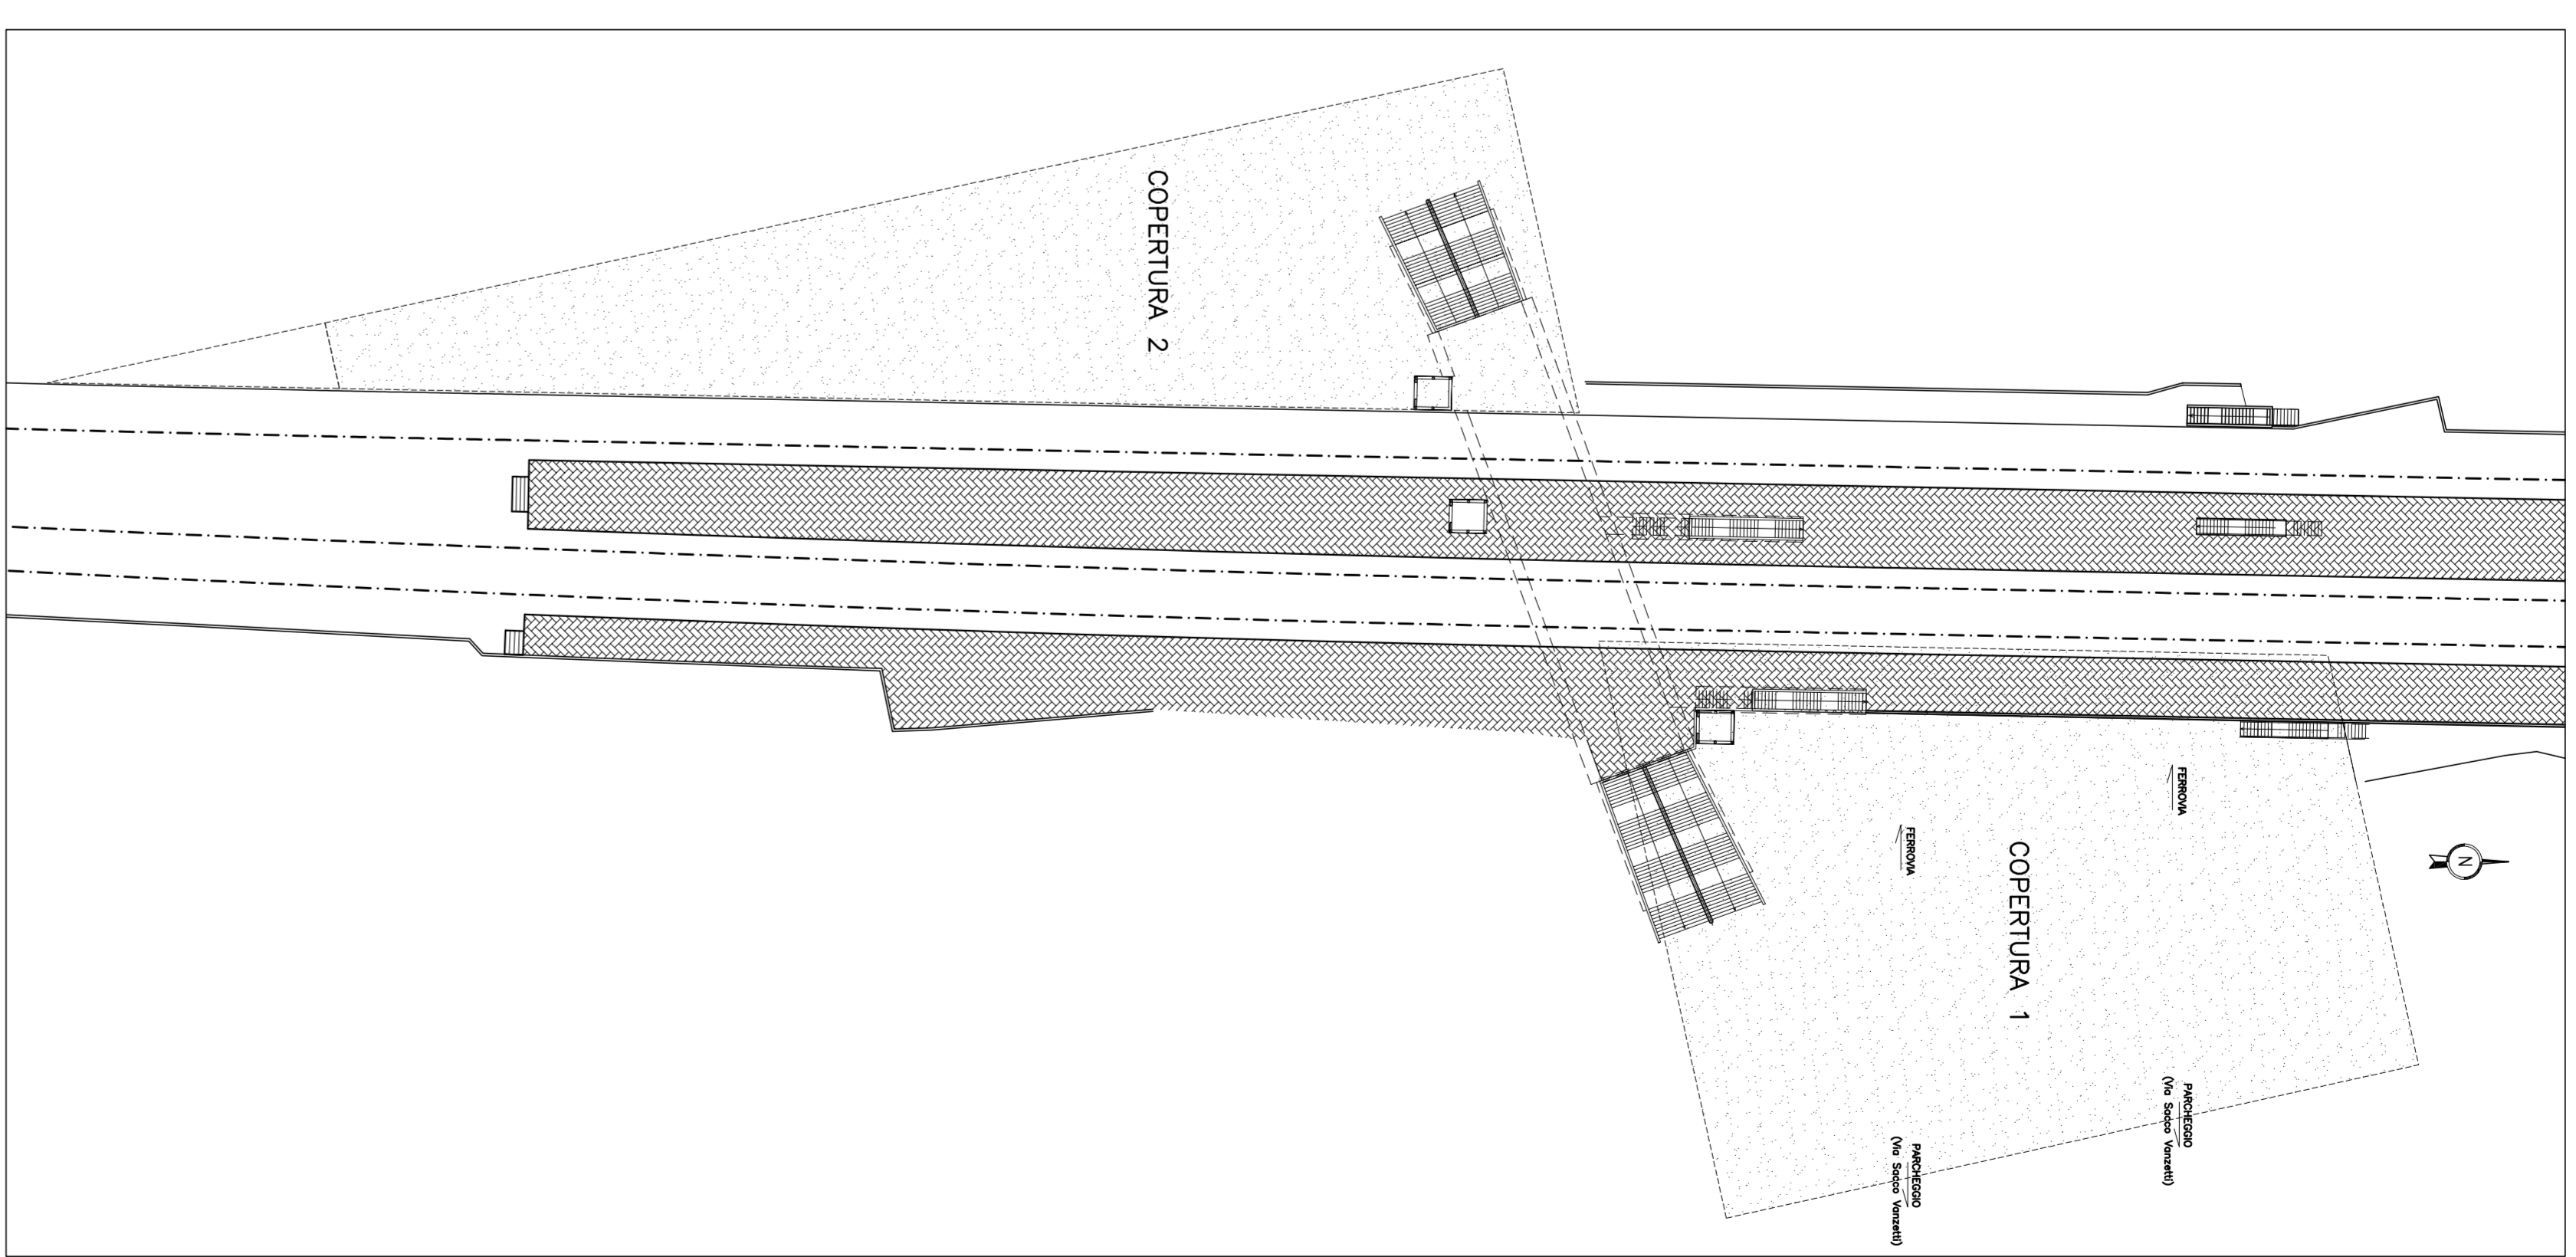 COPERTURA 2
FERROVIA
FERROVIA
COPERTURA 1
N
PARCHEGGIO
(Via Sacco Vanzetti)
PARCHEGGIO
(Via Sacco Vanzetti)